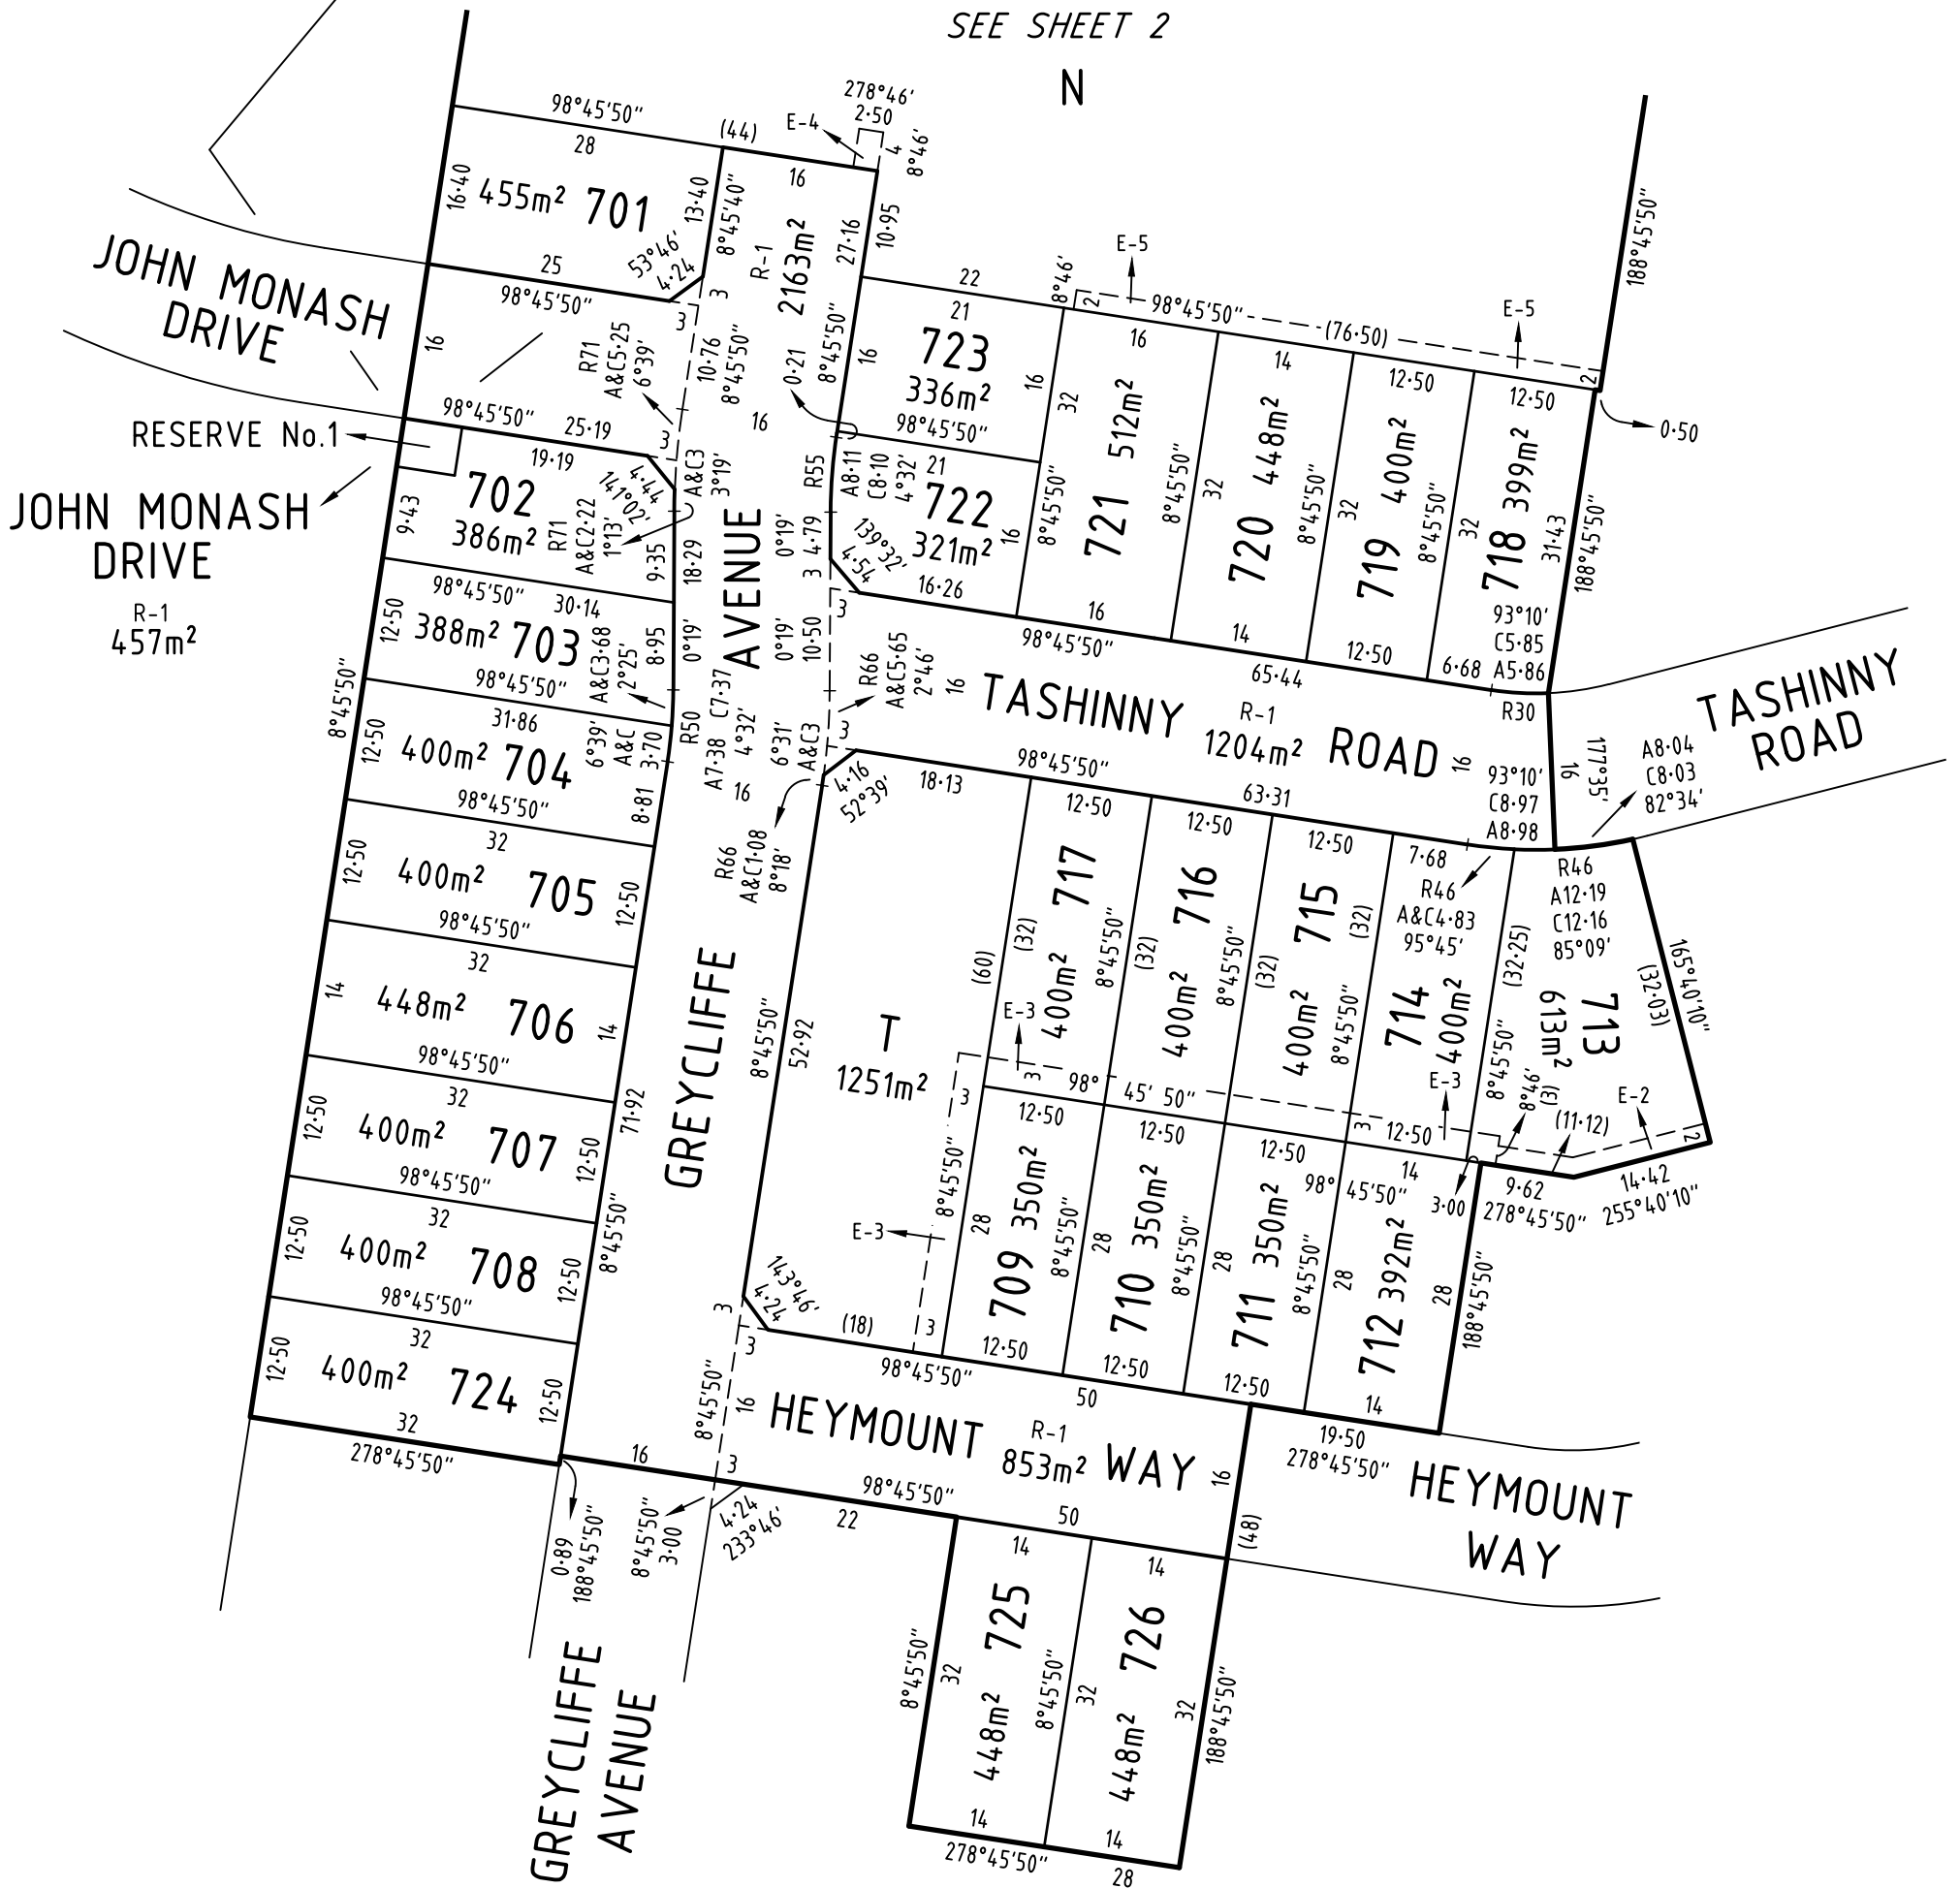 SEE SHEET 2
N
98°45'50"
(44)
E-4
278°46'
2·50
4
8°46'
28
16
16·40
455m² 701
13·40
8°45'40"
R-1
2163m²
27·16
10·95
53°46'
4·24
3
25
98°45'50"
3
188°45'50"
JOHN MONASH
DRIVE
16
R71
A&C5·25
6°39'
10·76
8°45'50"
0·21
8°45'50"
16
22
21
723
336m²
16
98°45'50"
8°46'
2
E-5
98°45'50"
(76·50)
E-5
2
0·50
RESERVE No.1
98°45'50"
25·19
3
16
19·19
702
386m²
9·43
4·44
141°02'
R71
A&C2·22
1°13'
A&C3
3°19'
9·35
18·29
0°19'
R55
A8·11
C8·10
4°32'
21
722
321m²
16
3 4·79
139°32'
4·54
16·26
3
16
32
721 512m²
8°45'50"
16
8°45'50"
14
32
720 448m²
8°45'50"
14
12·50
32
719 400m²
8°45'50"
12·50
12·50
32
718 399m²
31·43
188°45'50"
93°10'
C5·85
6·68 A5·86
R30
JOHN MONASH
DRIVE
R-1
457m²
98°45'50"
30·14
12·50
388m² 703
A&C3·68
2°25'
8·95
0°19'
AVENUE
0°19'
10·50
R66
A&C5·65
2°46'
16
98°45'50"
65·44
TASHINNY
R-1
1204m²
ROAD
16
TASHINNY
ROAD
177°35'
16
A8·04
C8·03
82°34'
8°45'50"
98°45'50"
31·86
12·50
400m² 704
6°39'
A&C
3·70
R50
A7·38 C7·37
4°32'
16
6°31'
A&C3
3
8·81
R66
A&C1·08
8°18'
4·16
52°39'
18·13
98°45'50"
63·31
93°10'
C8·97
A8·98
98°45'50"
32
12·50
400m² 705
12·50
98°45'50"
32
14
448m² 706
14
98°45'50"
32
12·50
400m² 707
12·50
71·92
98°45'50"
32
12·50
400m² 708
12·50
8°45'50"
98°45'50"
32
12·50
400m² 724
12·50
32
278°45'50"
GREYCLIFFE
8°45'50"
52·92
T
1251m²
(60)
12·50
(32)
717
400m²
8°45'50"
12·50
(32)
716
400m²
8°45'50"
12·50
(32)
715
400m²
(32)
8°45'50"
7·68
R46
A&C4·83
95°45'
714
400m²
(32·25)
8°45'50"
R46
A12·19
C12·16
85°09'
713
613m²
165°40'10"
(32·03)
E-3
3
3
98° 45' 50"
3
E-3
12·50
8°46'
(3)
(11·12)
E-2
2
14·42
255°40'10"
9·62
278°45'50"
3·00
8°45'50"
E-3
12·50
28
709 350m²
8°45'50"
12·50
12·50
28
710 350m²
8°45'50"
12·50
12·50
28
711 350m²
8°45'50"
12·50
14
98° 45'50"
28
712 392m²
28
188°45'50"
14
143°46'
4·24
3
3
(18)
3
98°45'50"
50
8°45'50"
16
3
HEYMOUNT
R-1
853m²
WAY
16
19·50
278°45'50"
HEYMOUNT
WAY
16
98°45'50"
50
22
4·24
233°46'
8°45'50"
3·00
0·89
188°45'50"
(48)
14
14
8°45'50"
32
725
448m²
8°45'50"
32
726
448m²
32
188°45'50"
14
14
278°45'50"
28
GREYCLIFFE
AVENUE